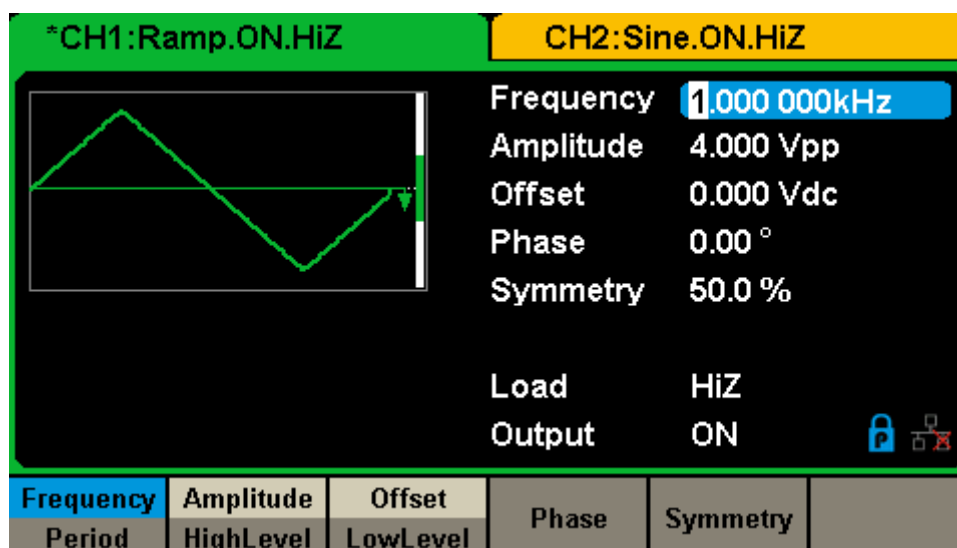 *CH1:Ramp.ON.HiZ CH2:Sine.ON.HiZ
Frequency 1.000 000kHz
Amplitude 4.000 Vpp
Offset 0.000 Vdc
Phase 0.00 °
Symmetry 50.0 %
Load HiZ
Output ON
P
Frequency Amplitude Offset Phase Symmetry
Period HighLevel LowLevel